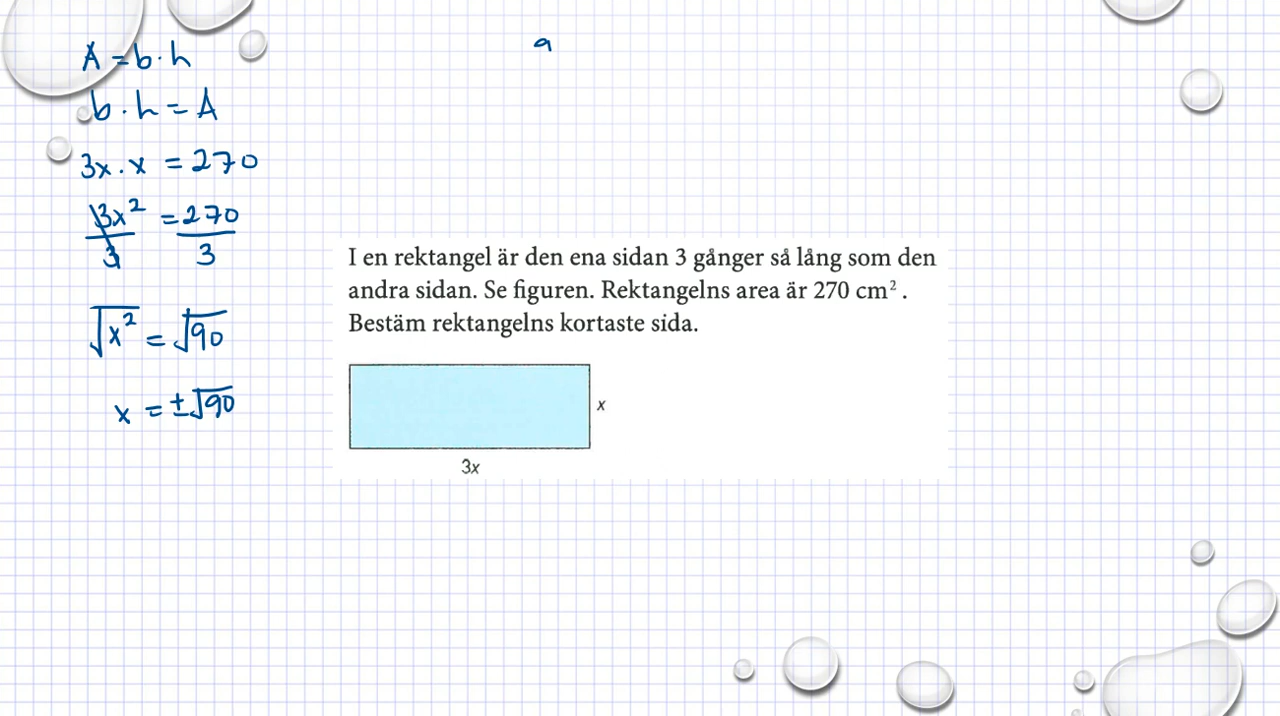 A = b · h
b · h = A
3x · x = 270
3x² = 270
3 3
√x² = √90
x = ±√90
I en rektangel är den ena sidan 3 gånger så lång som den
andra sidan. Se figuren. Rektangelns area är 270 cm² .
Bestäm rektangelns kortaste sida.
x
3x